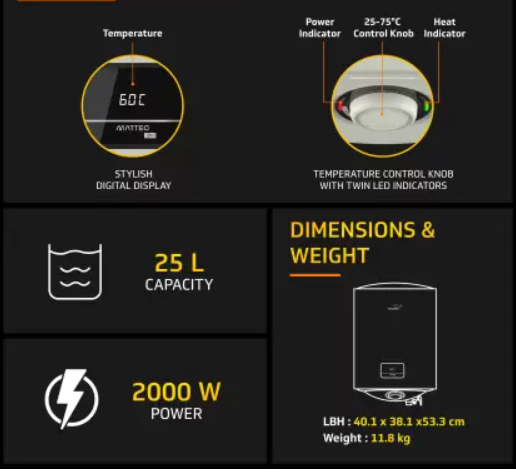 Temperature
60C
MATTEO
STYLISH
DIGITAL DISPLAY
Power
Indicator
25-75°C
Control Knob
Heat
Indicator
TEMPERATURE CONTROL KNOB
WITH TWIN LED INDICATORS
25 L
CAPACITY
2000 W
POWER
DIMENSIONS &
WEIGHT
LBH : 40.1 x 38.1 x53.3 cm
Weight : 11.8 kg